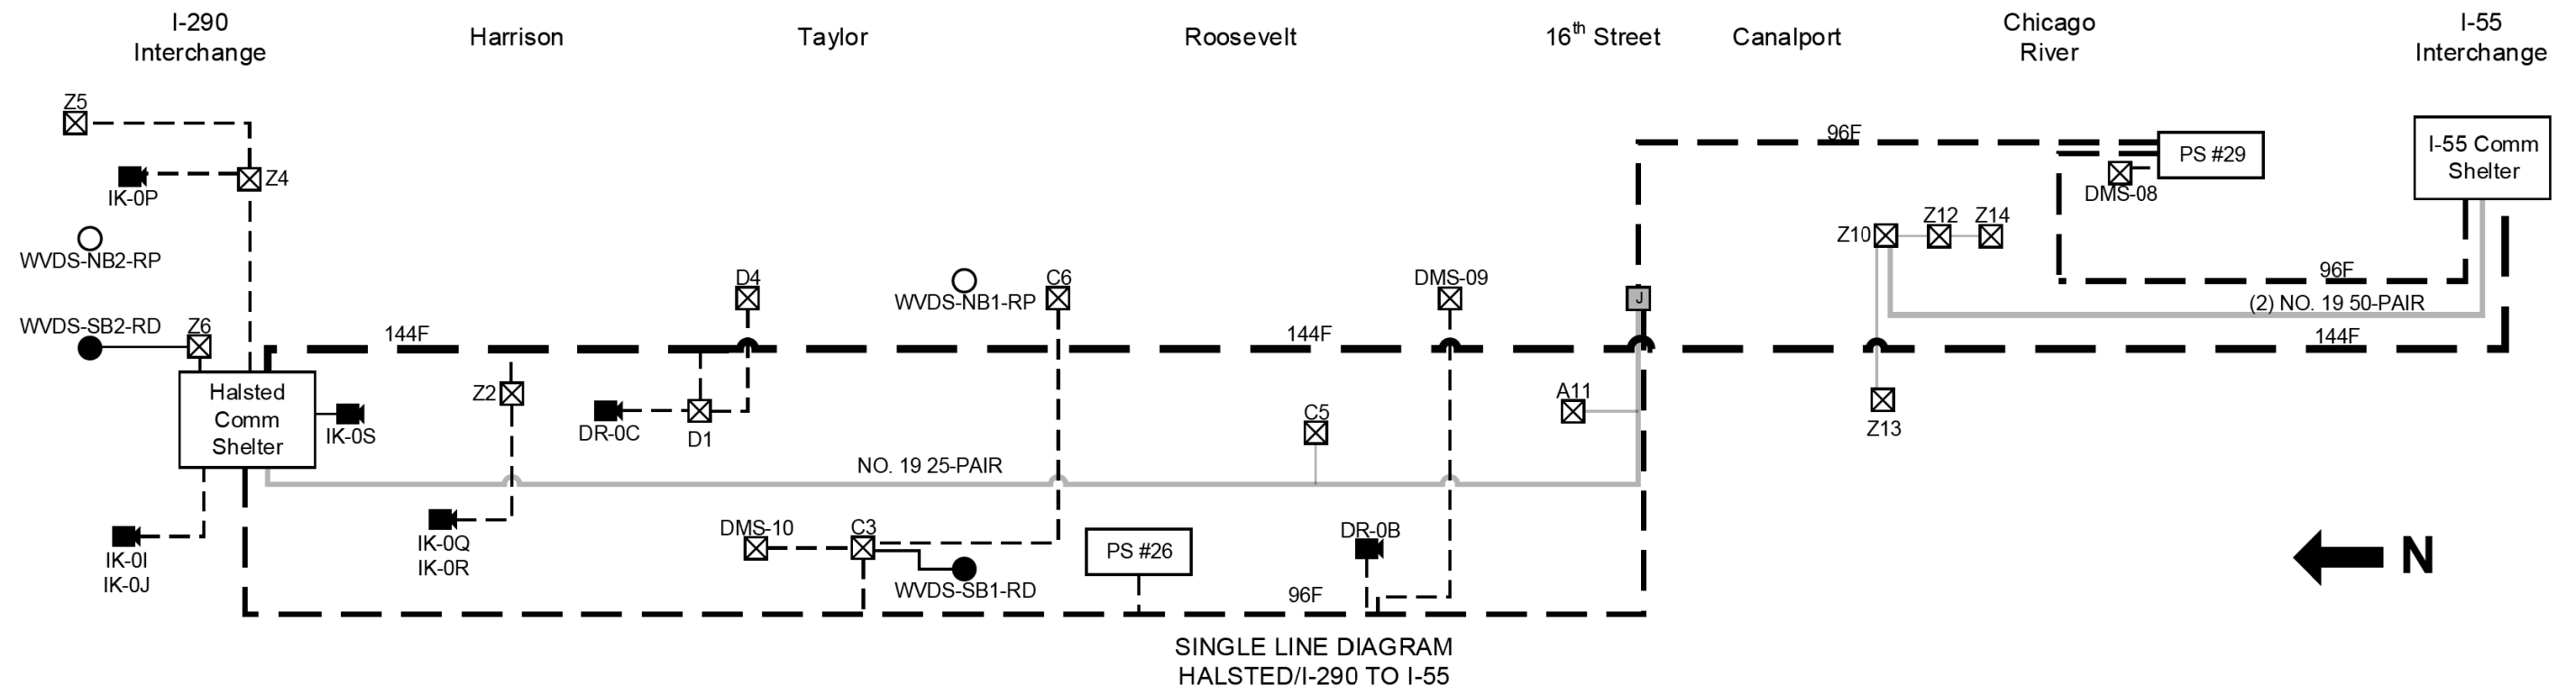 I-290
Interchange
Harrison
Taylor
Roosevelt
16th Street
Canalport
Chicago
River
I-55
Interchange
Z5
IK-0P
Z4
WVDS-NB2-RP
WVDS-SB2-RD
Z6
Halsted
Comm
Shelter
IK-0S
IK-0I
IK-0J
144F
Z2
IK-0Q
IK-0R
DR-0C
D1
D4
WVDS-NB1-RP
C6
NO. 19 25-PAIR
DMS-10
C3
WVDS-SB1-RD
PS #26
144F
C5
DMS-09
DR-0B
96F
J
A11
96F
PS #29
DMS-08
Z10
Z12
Z14
Z13
I-55 Comm
Shelter
96F
(2) NO. 19 50-PAIR
144F
N
SINGLE LINE DIAGRAM
HALSTED/I-290 TO I-55